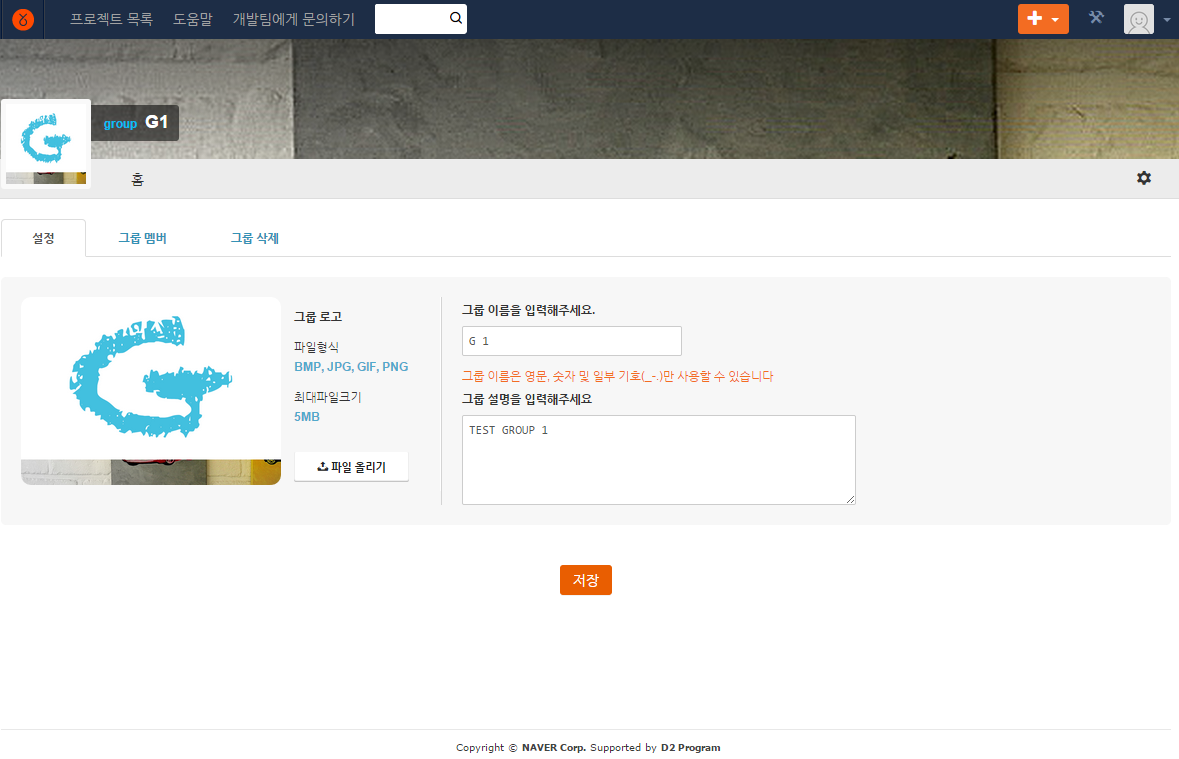 프로젝트 목록 도움말 개발팀에게 문의하기
group G1
홈
설정 그룹 멤버 그룹 삭제
그룹 로고
파일형식
BMP, JPG, GIF, PNG
최대파일크기
5MB
파일 올리기
그룹 이름을 입력해주세요.
G 1
그룹 이름은 영문, 숫자 및 일부 기호(_-.)만 사용할 수 있습니다
그룹 설명을 입력해주세요
TEST GROUP 1
저장
Copyright © NAVER Corp. Supported by D2 Program